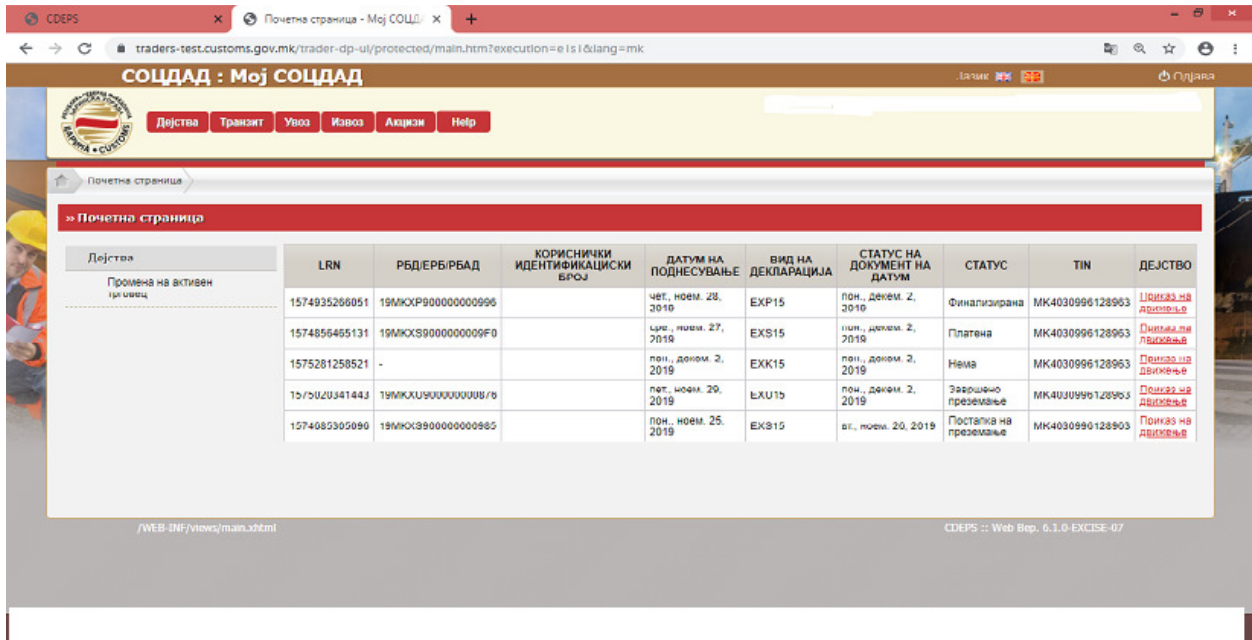 CDEPS
Почетна страница - Мој СОЦДА
traders-test.customs.gov.mk/trader-dp-ui/protected/main.htm?execution=e1s1&lang=mk
СОЦДАД : Мој СОЦДАД
Јазик
Одјава
ЦАРИНА • CUSTOMS
Дејства Транзит Увоз Извоз Акцизи Help
Почетна страница
» Почетна страница
Дејства
Промена на активен
трговец
LRN РБД/ЕРБ/РБАД КОРИСНИЧКИ ИДЕНТИФИКАЦИСКИ БРОЈ ДАТУМ НА ПОДНЕСУВАЊЕ ВИД НА ДЕКЛАРАЦИЈА СТАТУС НА ДОКУМЕНТ НА ДАТУМ СТАТУС TIN ДЕЈСТВО
1574935266051 19MKXP90000000996 чет., ноем. 28, 2019 EXP15 пон., декем. 2, 2019 Финализирана MK4030996128963 Приказ на движење
1574856465131 19MKXS9000000009F0 сре., ноем. 27, 2019 EXS15 пон., декем. 2, 2019 Платена MK4030996128963 Приказ на движење
1575281258521 - пон., декем. 2, 2019 EXK15 пон., декем. 2, 2019 Нема MK4030996128963 Приказ на движење
1575020341443 19MKXU900000000876 пет., ноем. 29, 2019 EXU15 пон., декем. 2, 2019 Завршено преземање MK4030996128963 Приказ на движење
1574685305090 пон., ноем. 25, 2019 EXS15 вт., ноем. 26, 2019 Постапка на преземање MK4030996128963 Приказ на движење
/WEB-INF/views/main.xhtml
CDEPS :: Web Вер. 6.1.0-EXCISE-07